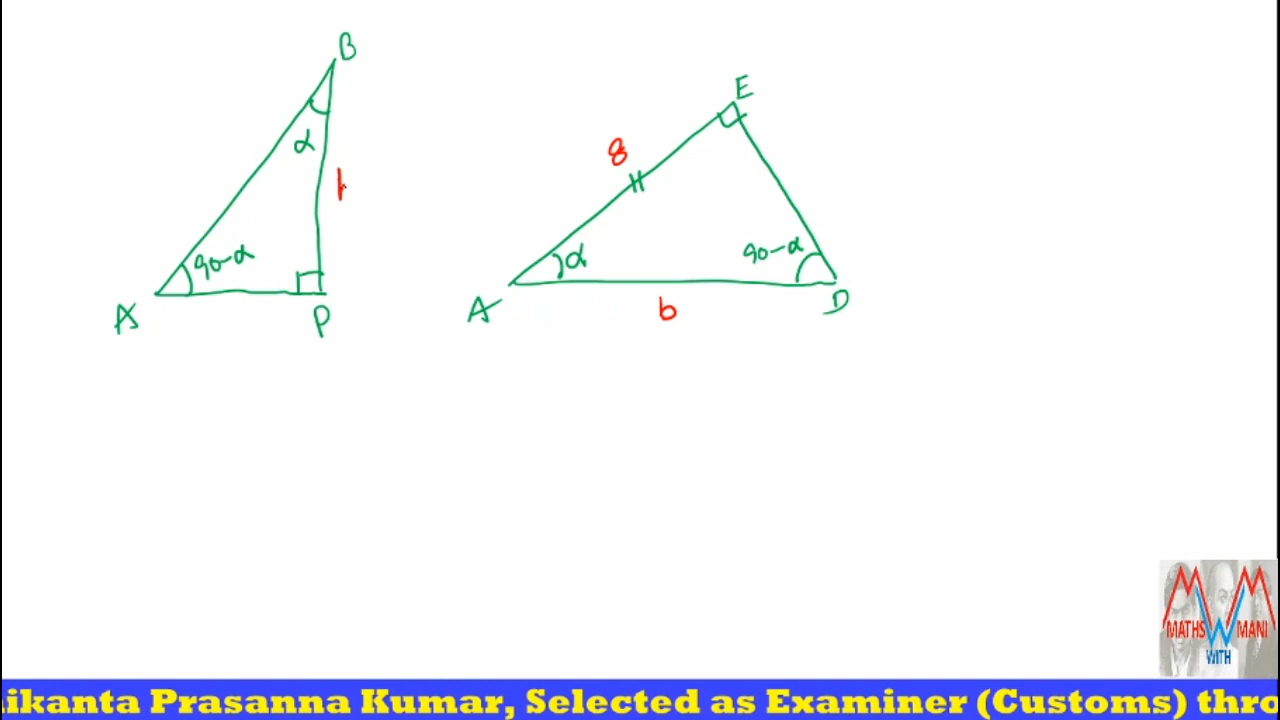 B
E
α
8
90-α
α
90-α
A
P
A
b
D
MATHS WITH MANI
ikanta Prasanna Kumar, Selected as Examiner (Customs) thro